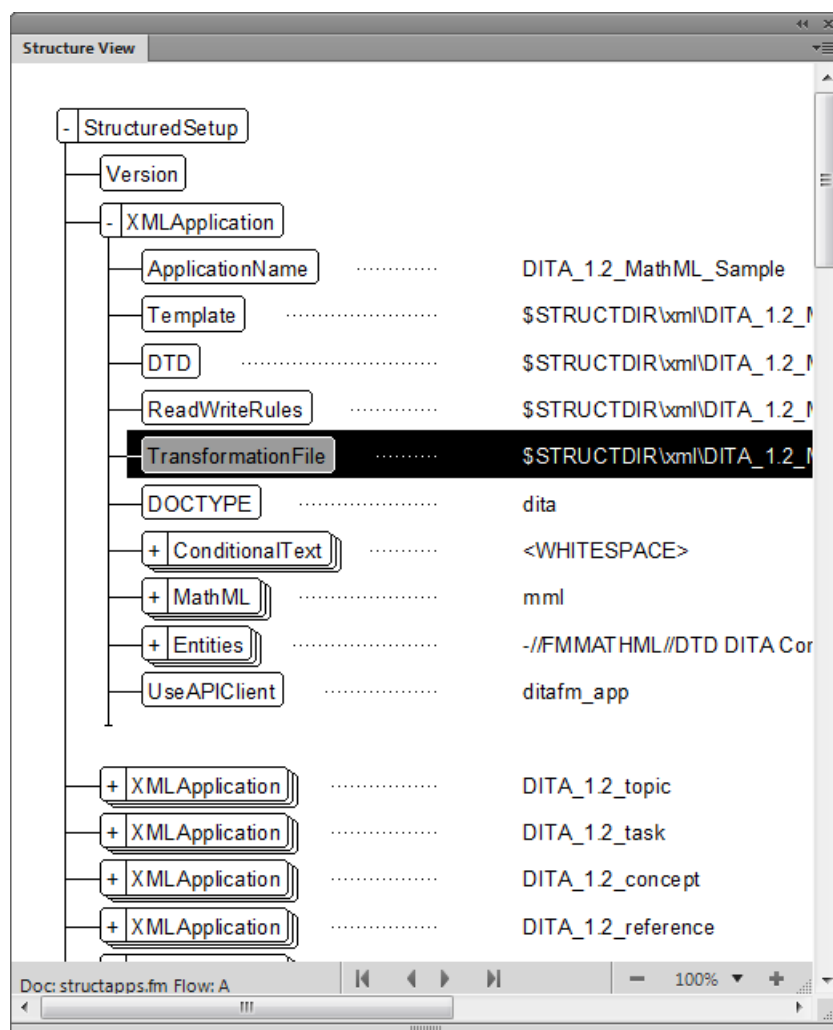 Structure View
- StructuredSetup
Version
- XMLApplication
ApplicationName DITA_1.2_MathML_Sample
Template $STRUCTDIR\xml\DITA_1.2_
DTD $STRUCTDIR\xml\DITA_1.2_
ReadWriteRules $STRUCTDIR\xml\DITA_1.2_
TransformationFile $STRUCTDIR\xml\DITA_1.2_
DOCTYPE dita
+ ConditionalText <WHITESPACE>
+ MathML mml
+ Entities -//FMMATHML//DTD DITA Cor
UseAPIClient ditafm_app
+ XMLApplication DITA_1.2_topic
+ XMLApplication DITA_1.2_task
+ XMLApplication DITA_1.2_concept
+ XMLApplication DITA_1.2_reference
Doc: structapps.fm Flow: A 100%